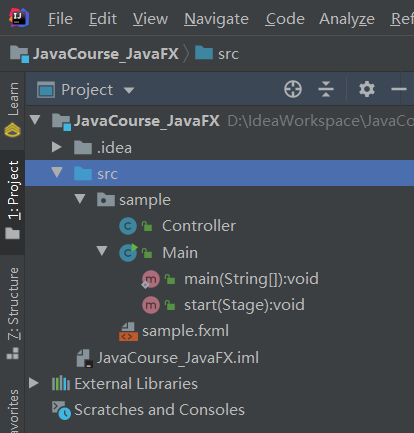 File Edit View Navigate Code Analyze Ref
JavaCourse_JavaFX src
Project
JavaCourse_JavaFX D:\IdeaWorkspace\JavaCo
.idea
src
sample
Controller
Main
main(String[]):void
start(Stage):void
sample.fxml
JavaCourse_JavaFX.iml
External Libraries
Scratches and Consoles
Learn
1: Project
Z: Structure
avorites